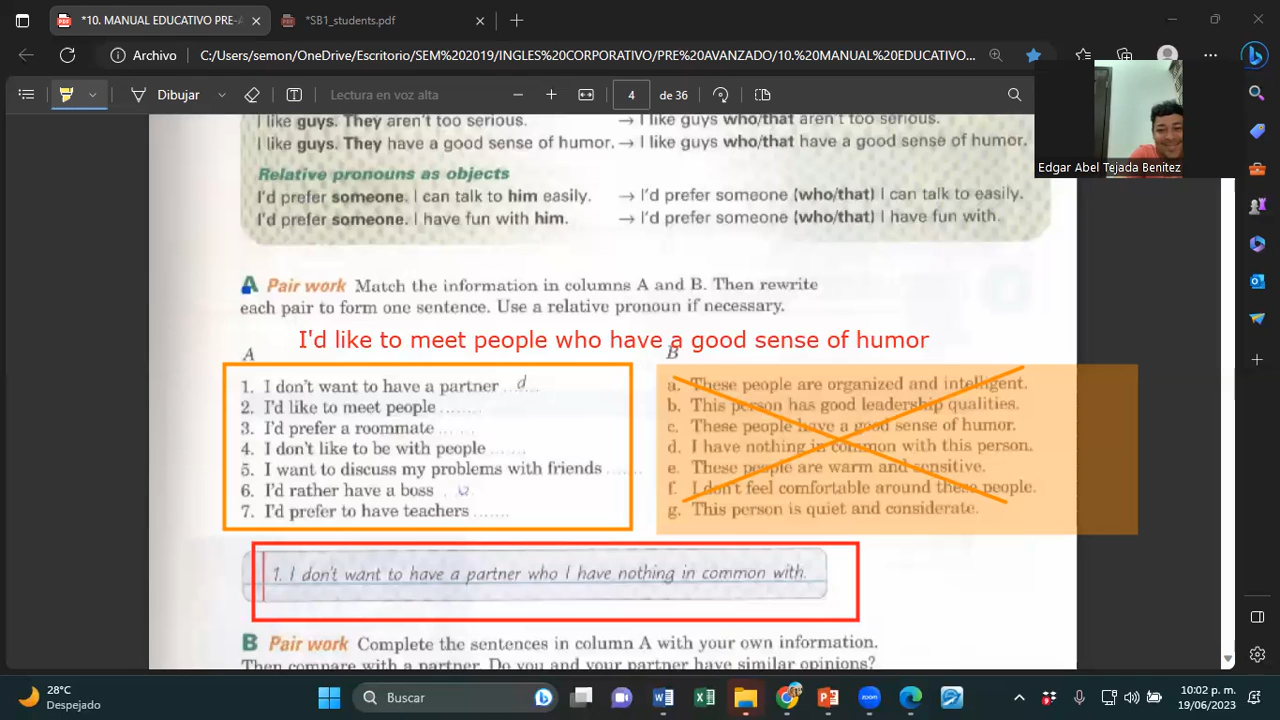 *10. MANUAL EDUCATIVO PRE-A
*SB1_students.pdf
Archivo
C:/Users/semon/OneDrive/Escritorio/SEM%202019/INGLES%20CORPORATIVO/PRE%20AVANZADO/10.%20MANUAL%20EDUCATIVO...
Dibujar
Lectura en voz alta
4
de 36
I like guys. They aren't too serious. → I like guys who/that aren't too serious.
I like guys. They have a good sense of humor. → I like guys who/that have a good sense of humor.
Relative pronouns as objects
I'd prefer someone. I can talk to him easily. → I'd prefer someone (who/that) I can talk to easily.
I'd prefer someone. I have fun with him. → I'd prefer someone (who/that) I have fun with.
Edgar Abel Tejada Benitez
A Pair work Match the information in columns A and B. Then rewrite
each pair to form one sentence. Use a relative pronoun if necessary.
I'd like to meet people who have a good sense of humor
A
1. I don't want to have a partner ...d...
2. I'd like to meet people ........
3. I'd prefer a roommate ........
4. I don't like to be with people ........
5. I want to discuss my problems with friends ........
6. I'd rather have a boss
7. I'd prefer to have teachers .......
B
a. These people are organized and intelligent.
b. This person has good leadership qualities.
c. These people have a good sense of humor.
d. I have nothing in common with this person.
e. These people are warm and sensitive.
f. I don't feel comfortable around these people.
g. This person is quiet and considerate.
1. I don't want to have a partner who I have nothing in common with.
B Pair work Complete the sentences in column A with your own information.
Then compare with a partner. Do you and your partner have similar opinions?
28°C
Despejado
Buscar
10:02 p. m.
19/06/2023